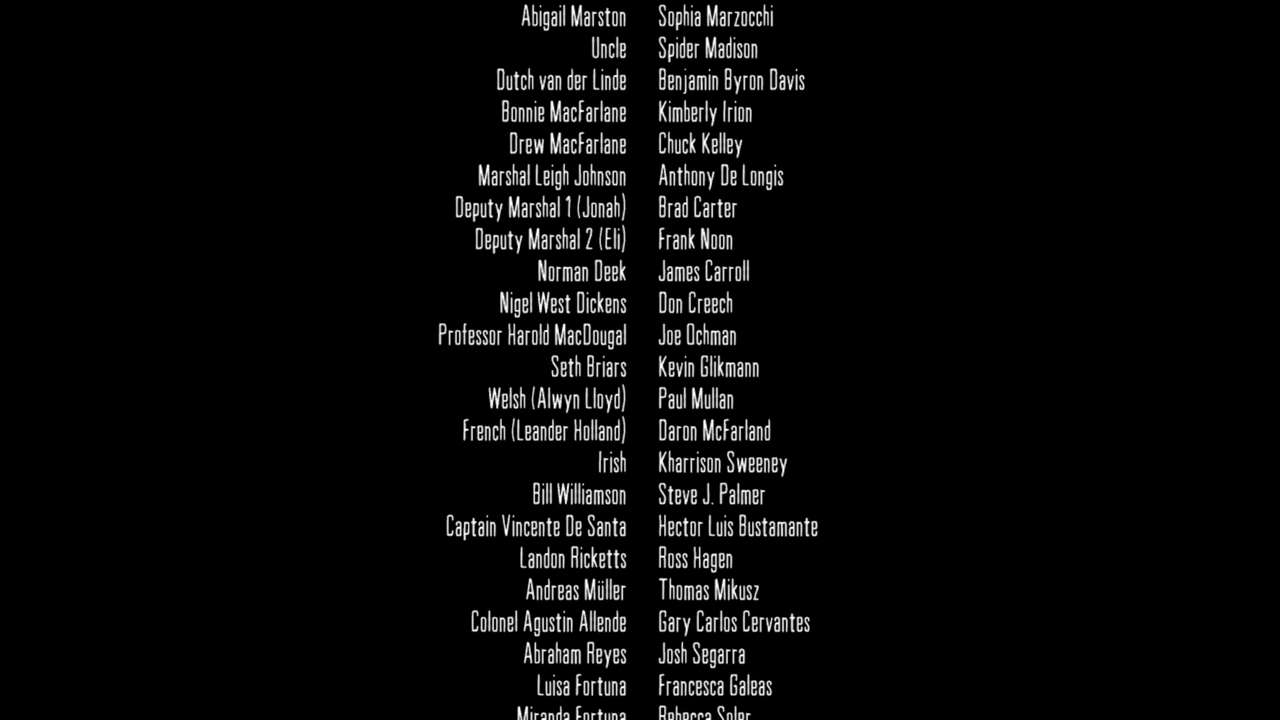 Abigail Marston Sophia Marzocchi
Uncle Spider Madison
Dutch van der Linde Benjamin Byron Davis
Bonnie MacFarlane Kimberly Irion
Drew MacFarlane Chuck Kelley
Marshal Leigh Johnson Anthony De Longis
Deputy Marshal 1 (Jonah) Brad Carter
Deputy Marshal 2 (Eli) Frank Noon
Norman Deek James Carroll
Nigel West Dickens Don Creech
Professor Harold MacDougal Joe Ochman
Seth Briars Kevin Glikmann
Welsh (Alwyn Lloyd) Paul Mullan
French (Leander Holland) Daron McFarland
Irish Kharrison Sweeney
Bill Williamson Steve J. Palmer
Captain Vincente De Santa Hector Luis Bustamante
Landon Ricketts Ross Hagen
Andreas Müller Thomas Mikusz
Colonel Agustin Allende Gary Carlos Cervantes
Abraham Reyes Josh Segarra
Luisa Fortuna Francesca Galeas
Miranda Fortuna Rebecca Soler